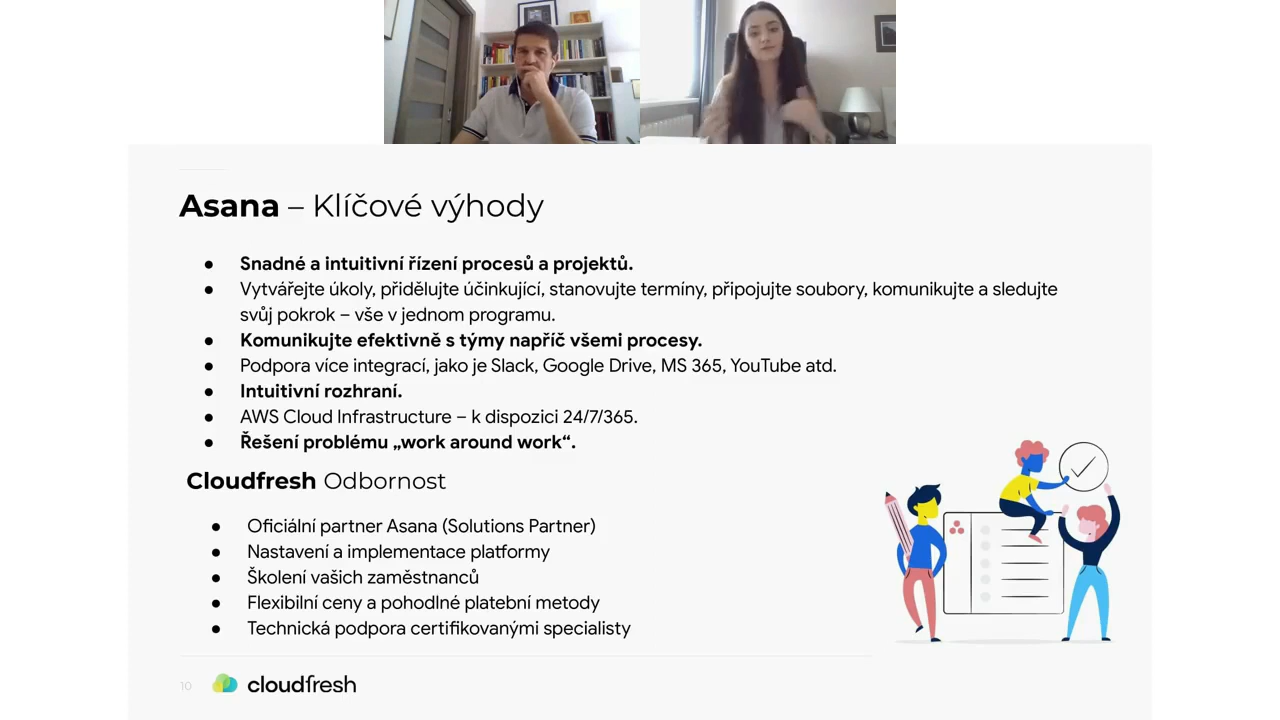 Asana – Klíčové výhody
● Snadné a intuitivní řízení procesů a projektů.
● Vytvářejte úkoly, přidělujte účinkující, stanovujte termíny, připojujte soubory, komunikujte a sledujte
svůj pokrok – vše v jednom programu.
● Komunikujte efektivně s týmy napříč všemi procesy.
● Podpora více integrací, jako je Slack, Google Drive, MS 365, YouTube atd.
● Intuitivní rozhraní.
● AWS Cloud Infrastructure – k dispozici 24/7/365.
● Řešení problému „work around work“.
Cloudfresh Odbornost
● Oficiální partner Asana (Solutions Partner)
● Nastavení a implementace platformy
● Školení vašich zaměstnanců
● Flexibilní ceny a pohodlné platební metody
● Technická podpora certifikovanými specialisty
10 cloudfresh